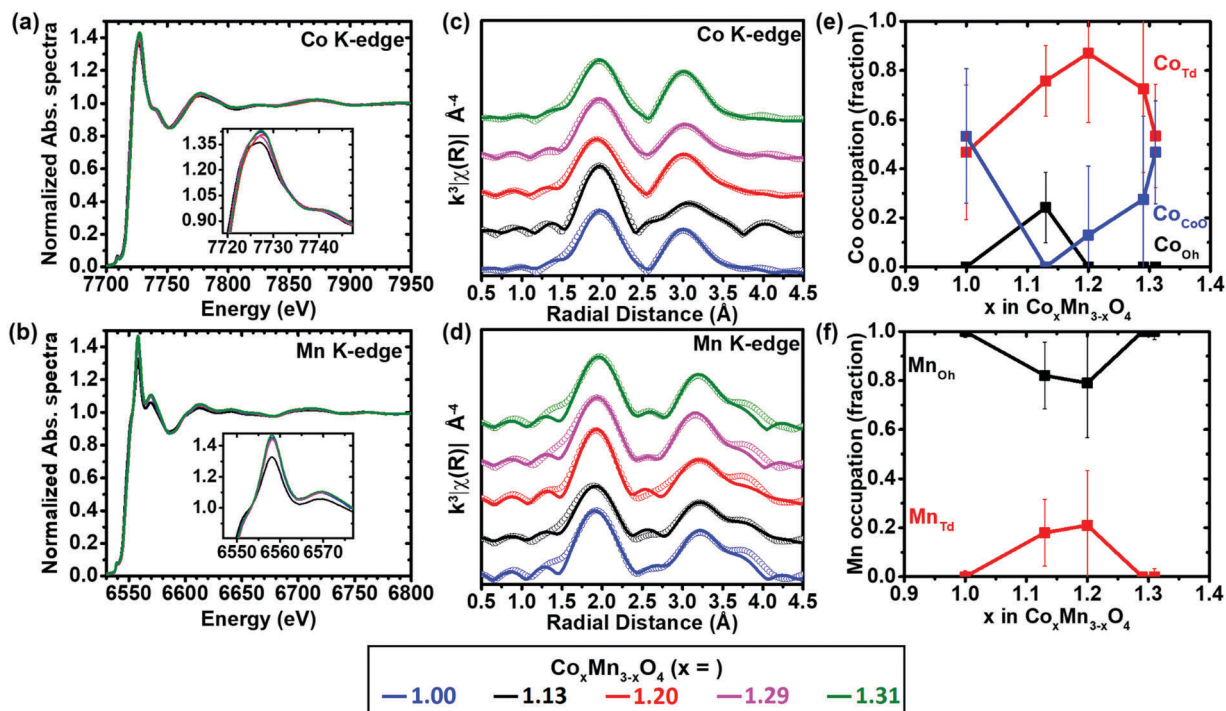 (a)
Co K-edge
Normalized Abs. spectra
1.4
1.2
1.0
0.8
0.6
0.4
0.2
0.0
1.35
1.20
1.05
0.90
7720 7730 7740
7700 7750 7800 7850 7900 7950
Energy (eV)
(b)
Mn K-edge
Normalized Abs. spectra
1.4
1.2
1.0
0.8
0.6
0.4
0.2
0.0
1.4
1.2
1.0
6550 6560 6570
6550 6600 6650 6700 6750 6800
Energy (eV)
(c)
Co K-edge
k³|χ(R)| Å⁻⁴
0.5 1.0 1.5 2.0 2.5 3.0 3.5 4.0 4.5
Radial Distance (Å)
(d)
Mn K-edge
k³|χ(R)| Å⁻⁴
0.5 1.0 1.5 2.0 2.5 3.0 3.5 4.0 4.5
Radial Distance (Å)
(e)
Co occupation (fraction)
1.0
0.8
0.6
0.4
0.2
0.0
Co_Td
Co_CoO
Co_Oh
0.9 1.0 1.1 1.2 1.3 1.4
x in CoₓMn₃₋ₓO₄
(f)
Mn occupation (fraction)
1.0
0.8
0.6
0.4
0.2
0.0
Mn_Oh
Mn_Td
0.9 1.0 1.1 1.2 1.3 1.4
x in CoₓMn₃₋ₓO₄
CoₓMn₃₋ₓO₄ (x = )
1.00 1.13 1.20 1.29 1.31